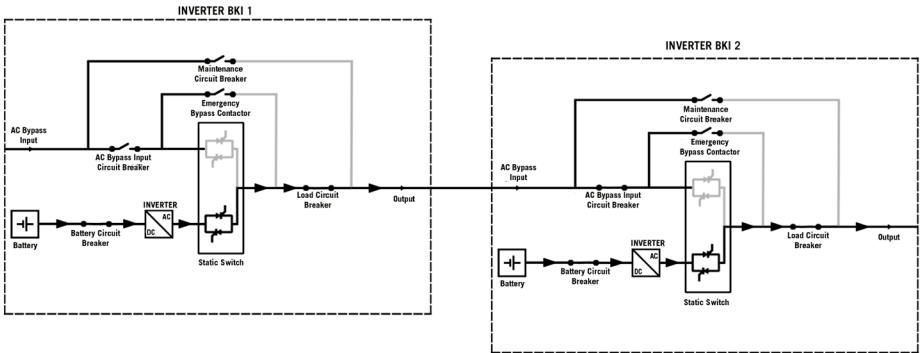 INVERTER BKI 1
Maintenance
Circuit Breaker
Emergency
Bypass Contactor
AC Bypass
Input
AC Bypass Input
Circuit Breaker
INVERTER
AC
DC
Battery
Battery Circuit
Breaker
Static Switch
Load Circuit
Breaker
Output
INVERTER BKI 2
Maintenance
Circuit Breaker
Emergency
Bypass Contactor
AC Bypass
Input
AC Bypass Input
Circuit Breaker
INVERTER
AC
DC
Battery
Battery Circuit
Breaker
Static Switch
Load Circuit
Breaker
Output